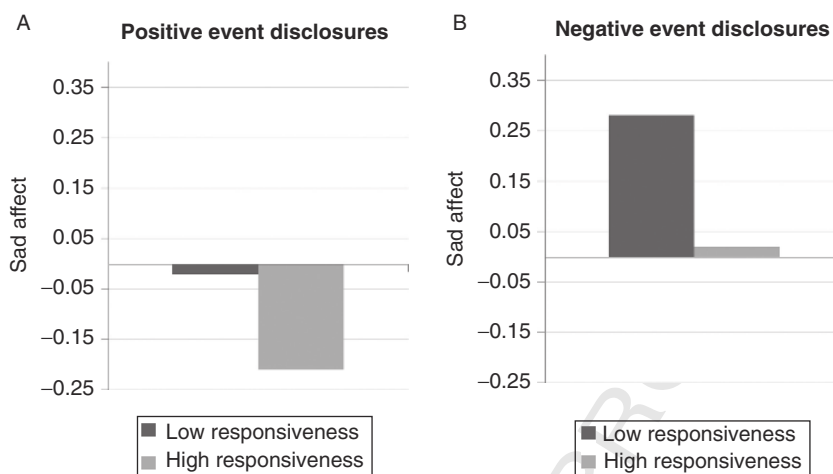 A
Positive event disclosures
0.35
0.25
0.15
0.05
−0.05
−0.15
−0.25
Sad affect
Low responsiveness
High responsiveness
B
Negative event disclosures
0.35
0.25
0.15
0.05
−0.05
−0.15
−0.25
Sad affect
Low responsiveness
High responsiveness